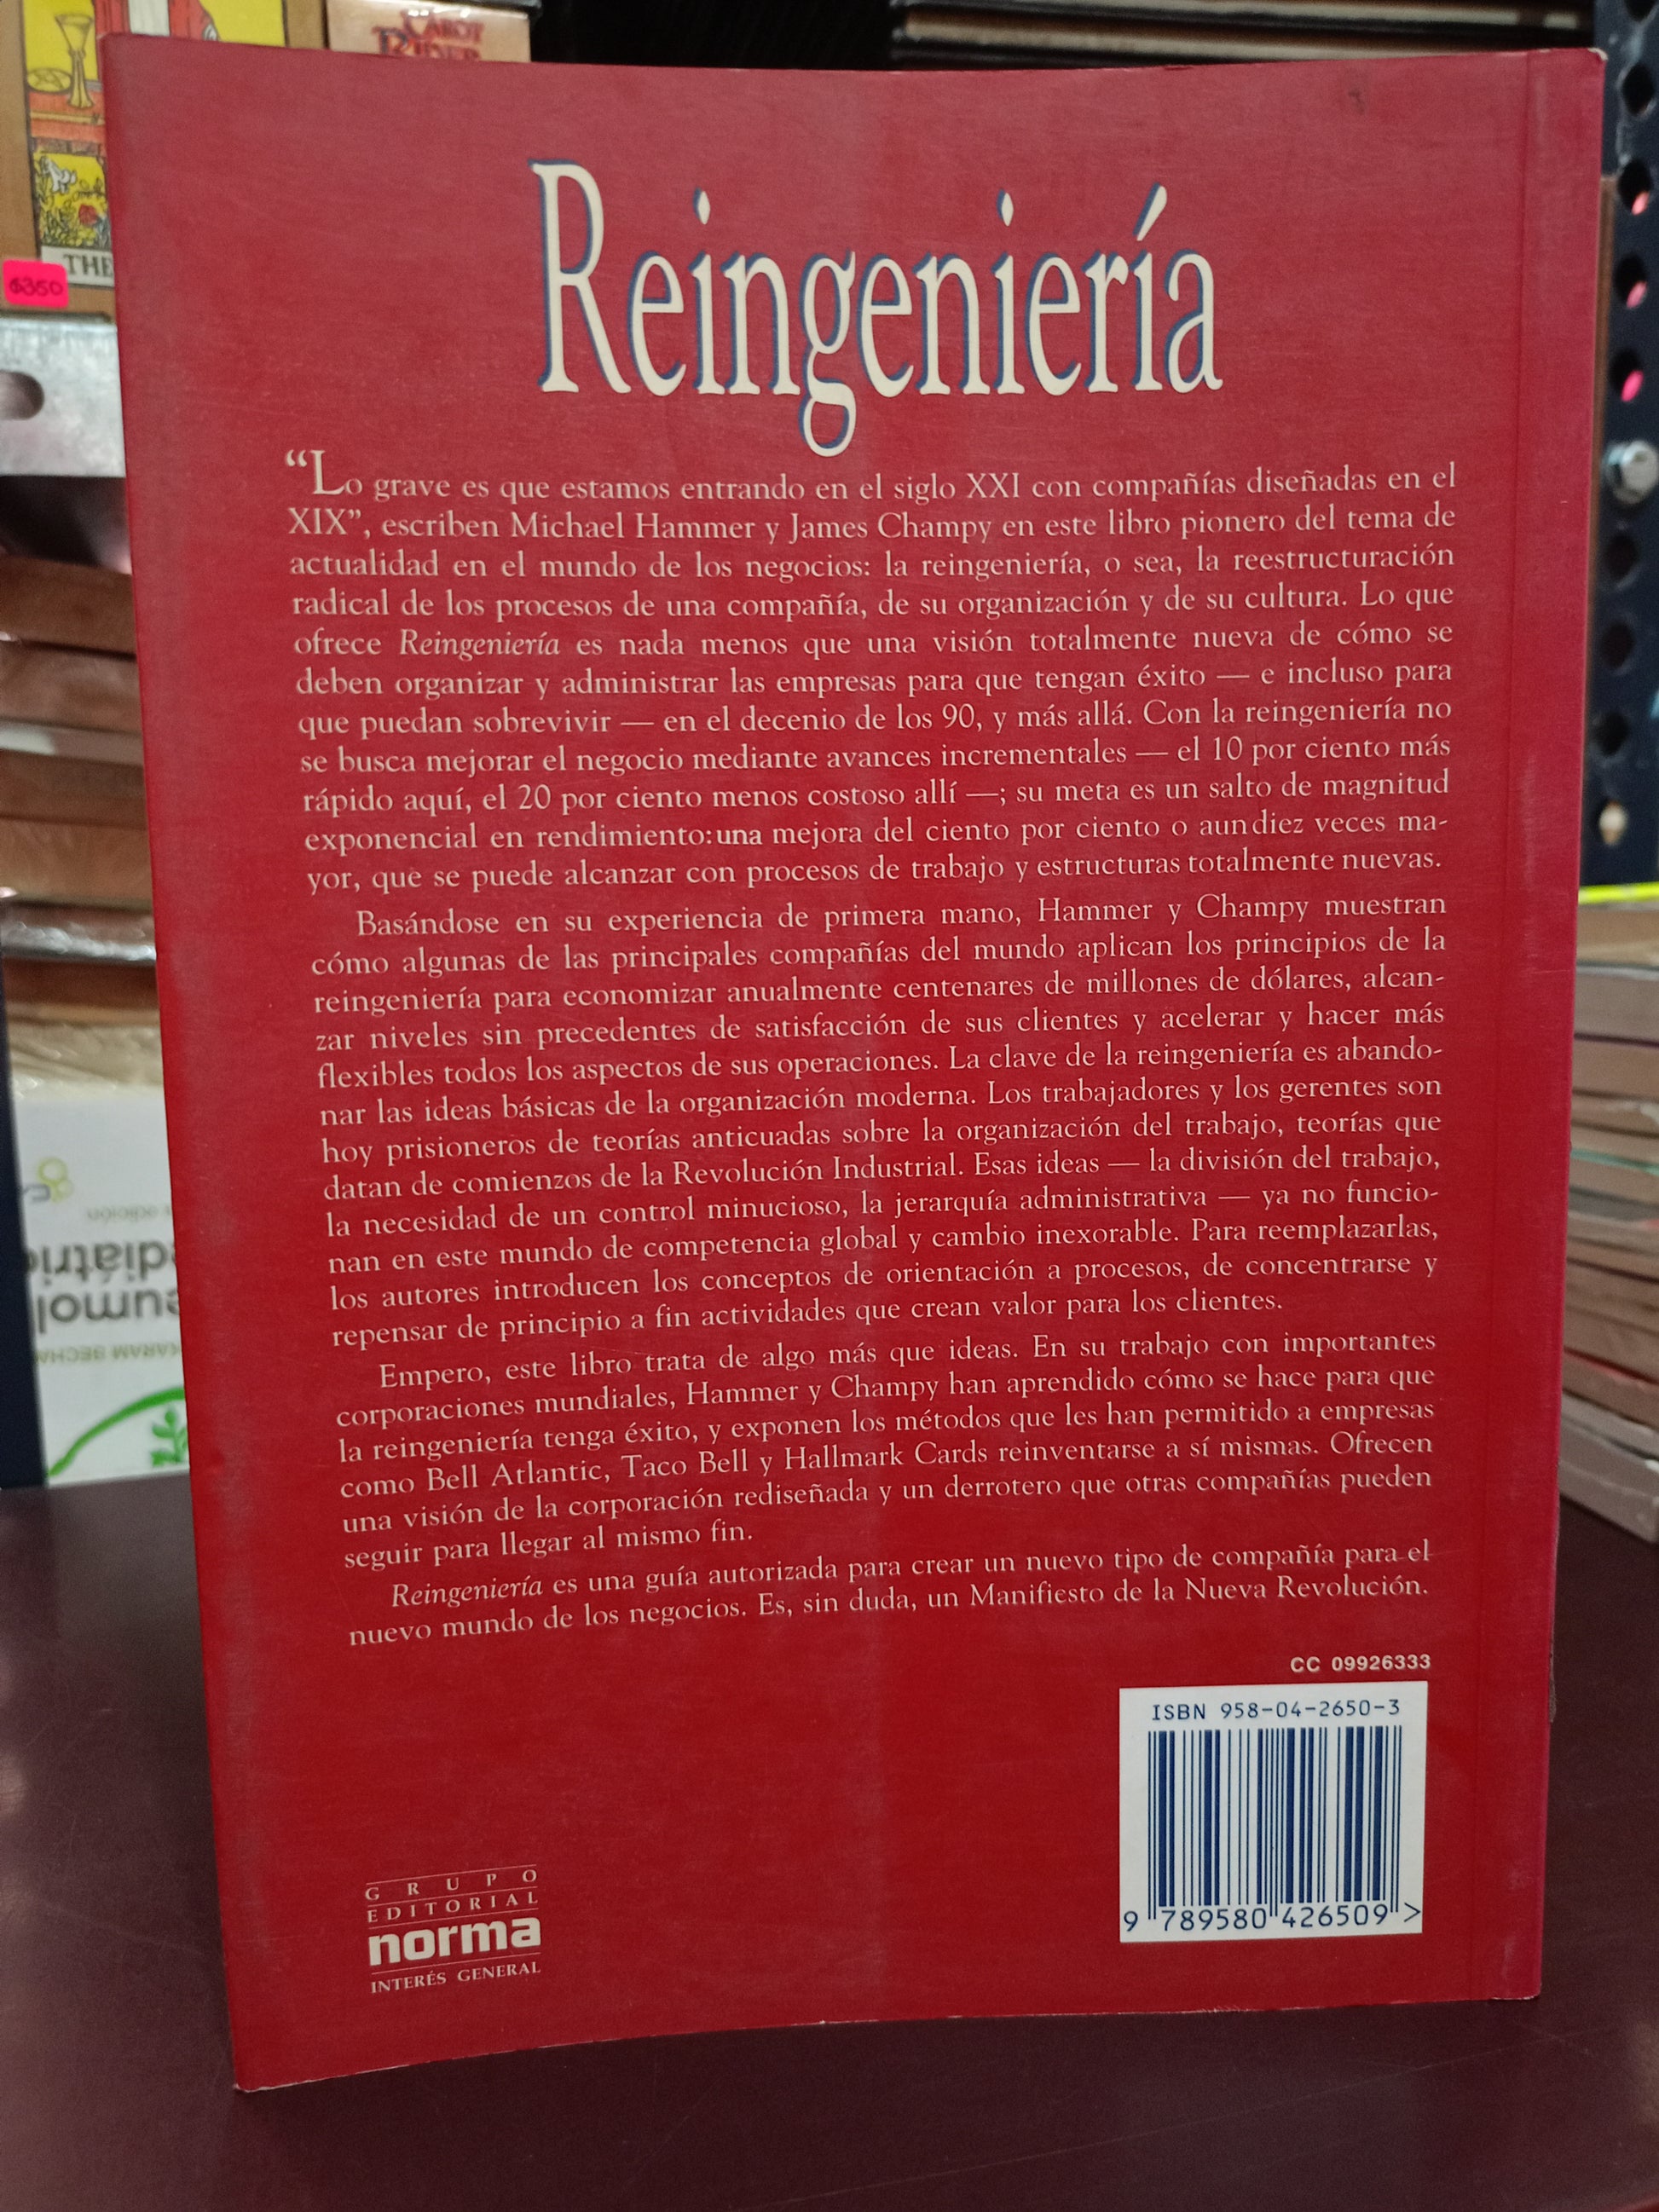 THE
$350
Reingeniería
“Lo grave es que estamos entrando en el siglo XXI con compañías diseñadas en el
XIX”, escriben Michael Hammer y James Champy en este libro pionero del tema de
actualidad en el mundo de los negocios: la reingeniería, o sea, la reestructuración
radical de los procesos de una compañía, de su organización y de su cultura. Lo que
ofrece Reingeniería es nada menos que una visión totalmente nueva de cómo se
deben organizar y administrar las empresas para que tengan éxito — e incluso para
que puedan sobrevivir — en el decenio de los 90, y más allá. Con la reingeniería no
se busca mejorar el negocio mediante avances incrementales — el 10 por ciento más
rápido aquí, el 20 por ciento menos costoso allí —; su meta es un salto de magnitud
exponencial en rendimiento: una mejora del ciento por ciento o aun diez veces ma-
yor, que se puede alcanzar con procesos de trabajo y estructuras totalmente nuevas.
Basándose en su experiencia de primera mano, Hammer y Champy muestran
cómo algunas de las principales compañías del mundo aplican los principios de la
reingeniería para economizar anualmente centenares de millones de dólares, alcan-
zar niveles sin precedentes de satisfacción de sus clientes y acelerar y hacer más
flexibles todos los aspectos de sus operaciones. La clave de la reingeniería es abando-
nar las ideas básicas de la organización moderna. Los trabajadores y los gerentes son
hoy prisioneros de teorías anticuadas sobre la organización del trabajo, teorías que
datan de comienzos de la Revolución Industrial. Esas ideas — la división del trabajo,
la necesidad de un control minucioso, la jerarquía administrativa — ya no funcio-
nan en este mundo de competencia global y cambio inexorable. Para reemplazarlas,
los autores introducen los conceptos de orientación a procesos, de concentrarse y
repensar de principio a fin actividades que crean valor para los clientes.
Empero, este libro trata de algo más que ideas. En su trabajo con importantes
corporaciones mundiales, Hammer y Champy han aprendido cómo se hace para que
la reingeniería tenga éxito, y exponen los métodos que les han permitido a empresas
como Bell Atlantic, Taco Bell y Hallmark Cards reinventarse a sí mismas. Ofrecen
una visión de la corporación rediseñada y un derrotero que otras compañías pueden
seguir para llegar al mismo fin.
Reingeniería es una guía autorizada para crear un nuevo tipo de compañía para el
nuevo mundo de los negocios. Es, sin duda, un Manifiesto de la Nueva Revolución.
CC 09926333
ISBN 958-04-2650-3
9 789580 426509 >
GRUPO
EDITORIAL
norma
INTERÉS GENERAL